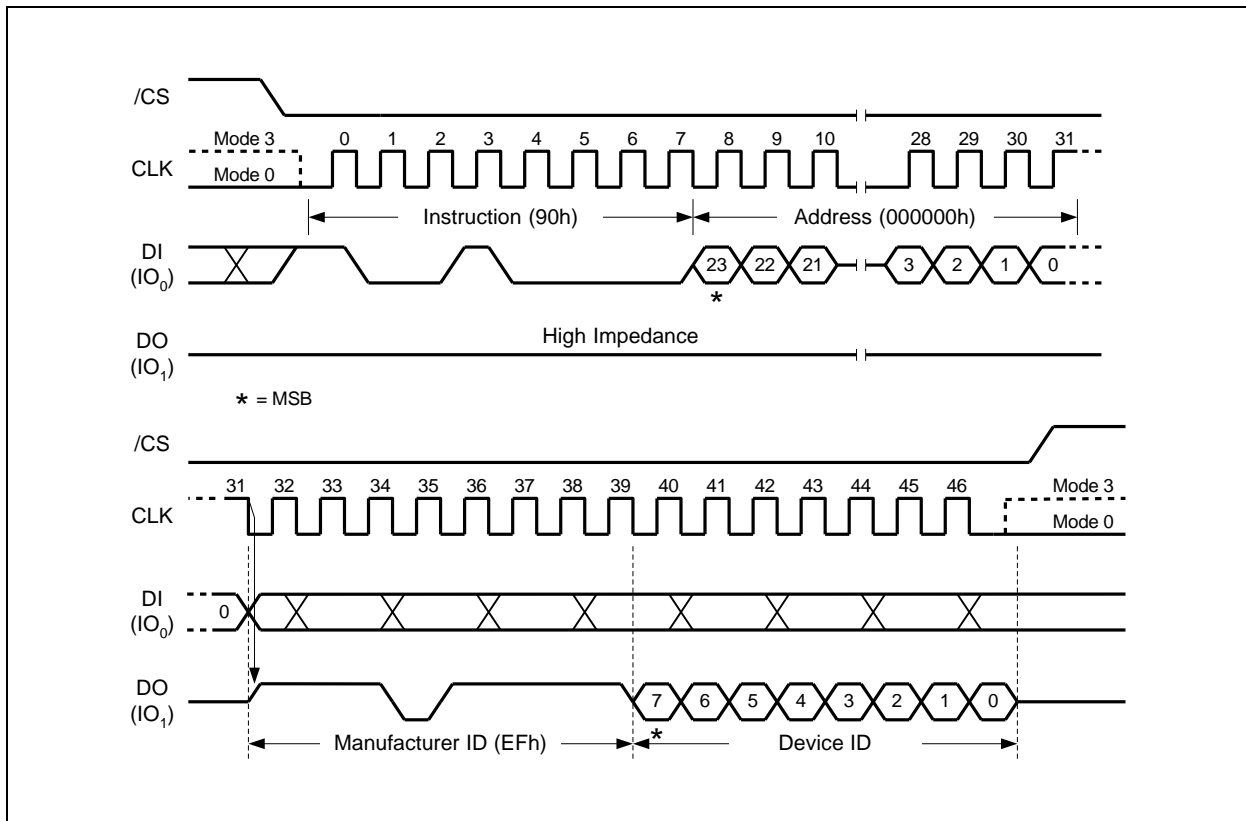 /CS
Mode 3 0 1 2 3 4 5 6 7 8 9 10 28 29 30 31
CLK
Mode 0
Instruction (90h) Address (000000h)
DI
(IO0)
23 22 21 3 2 1 0
*
High Impedance
DO
(IO1)
* = MSB
/CS
31 32 33 34 35 36 37 38 39 40 41 42 43 44 45 46 Mode 3
CLK
Mode 0
DI
(IO0)
0
DO
(IO1)
7 6 5 4 3 2 1 0
*
Manufacturer ID (EFh) Device ID